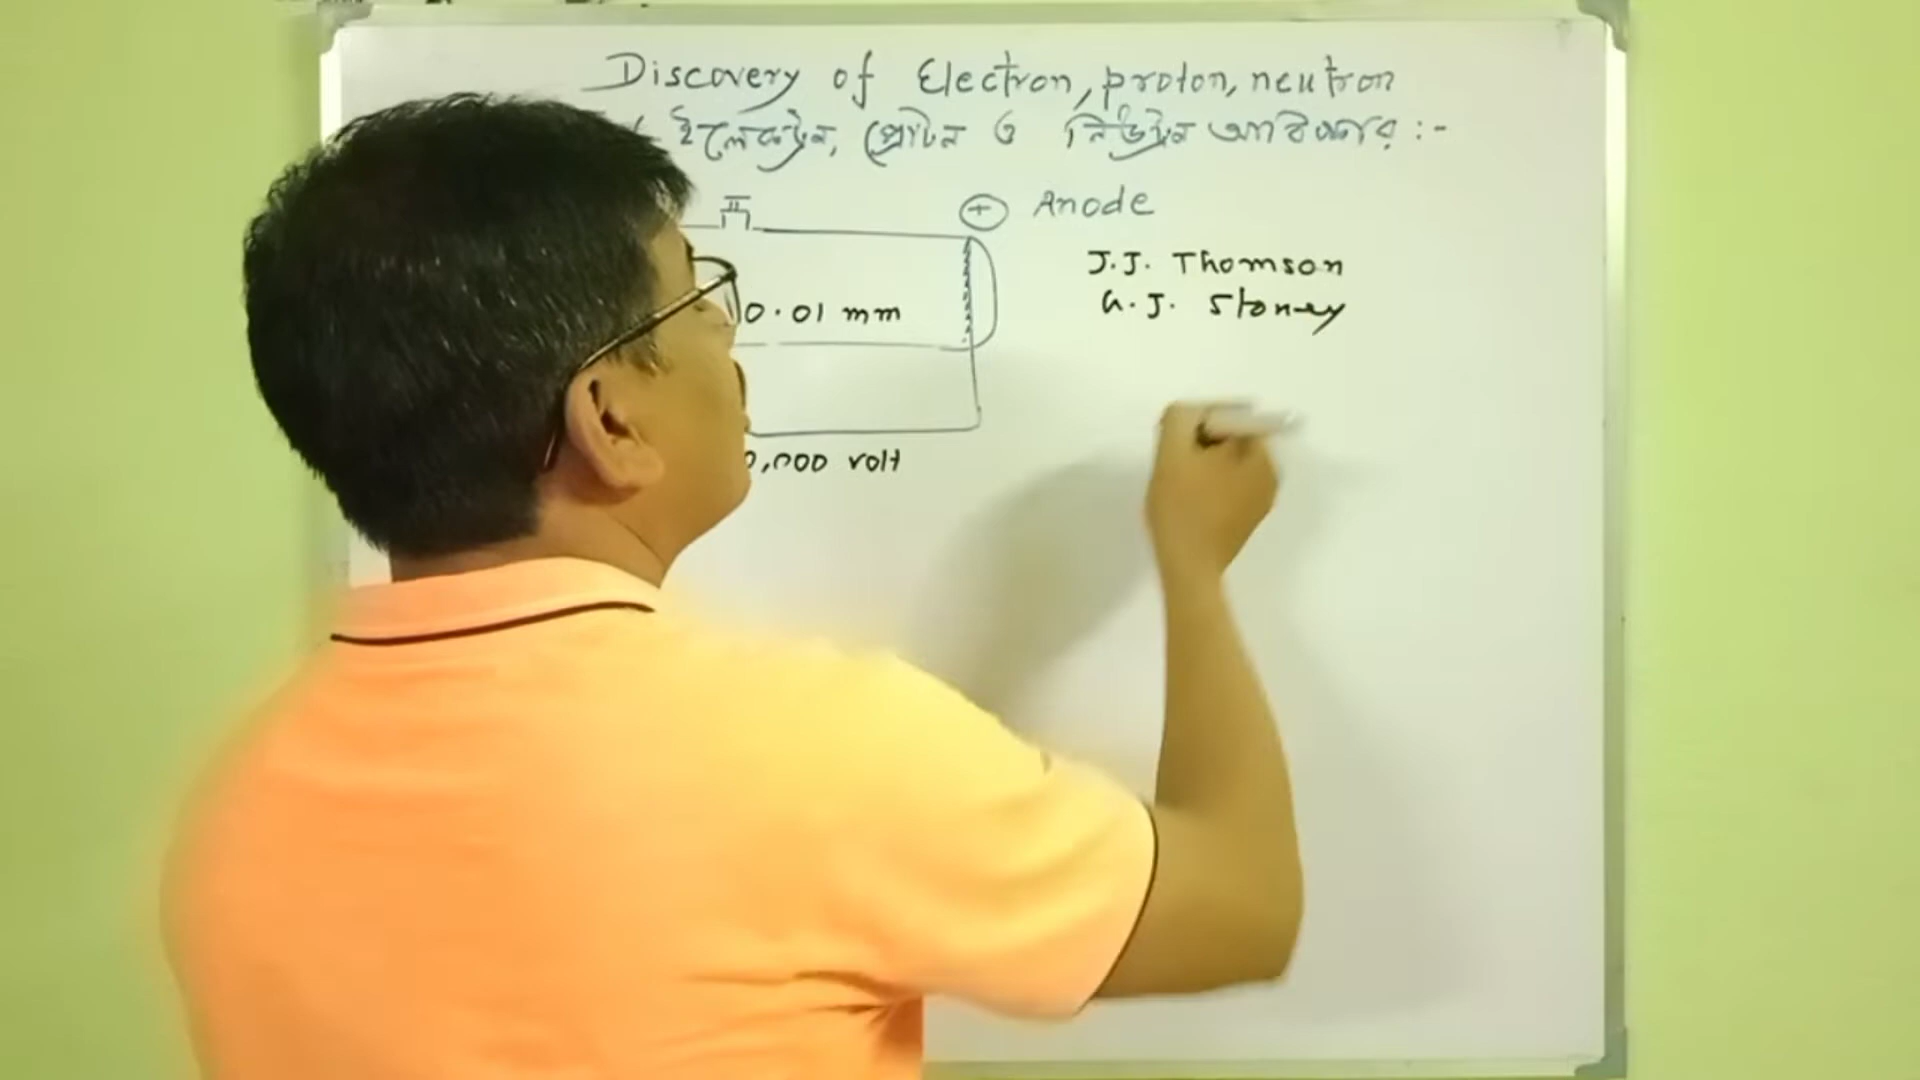 Discovery of Electron, proton, neutron
ইলেকট্রন, প্রোটন ও নিউট্রন আবিষ্কার :-
+ Anode
J.J. Thomson
G.J. Stoney
0.01 mm
0,000 volt